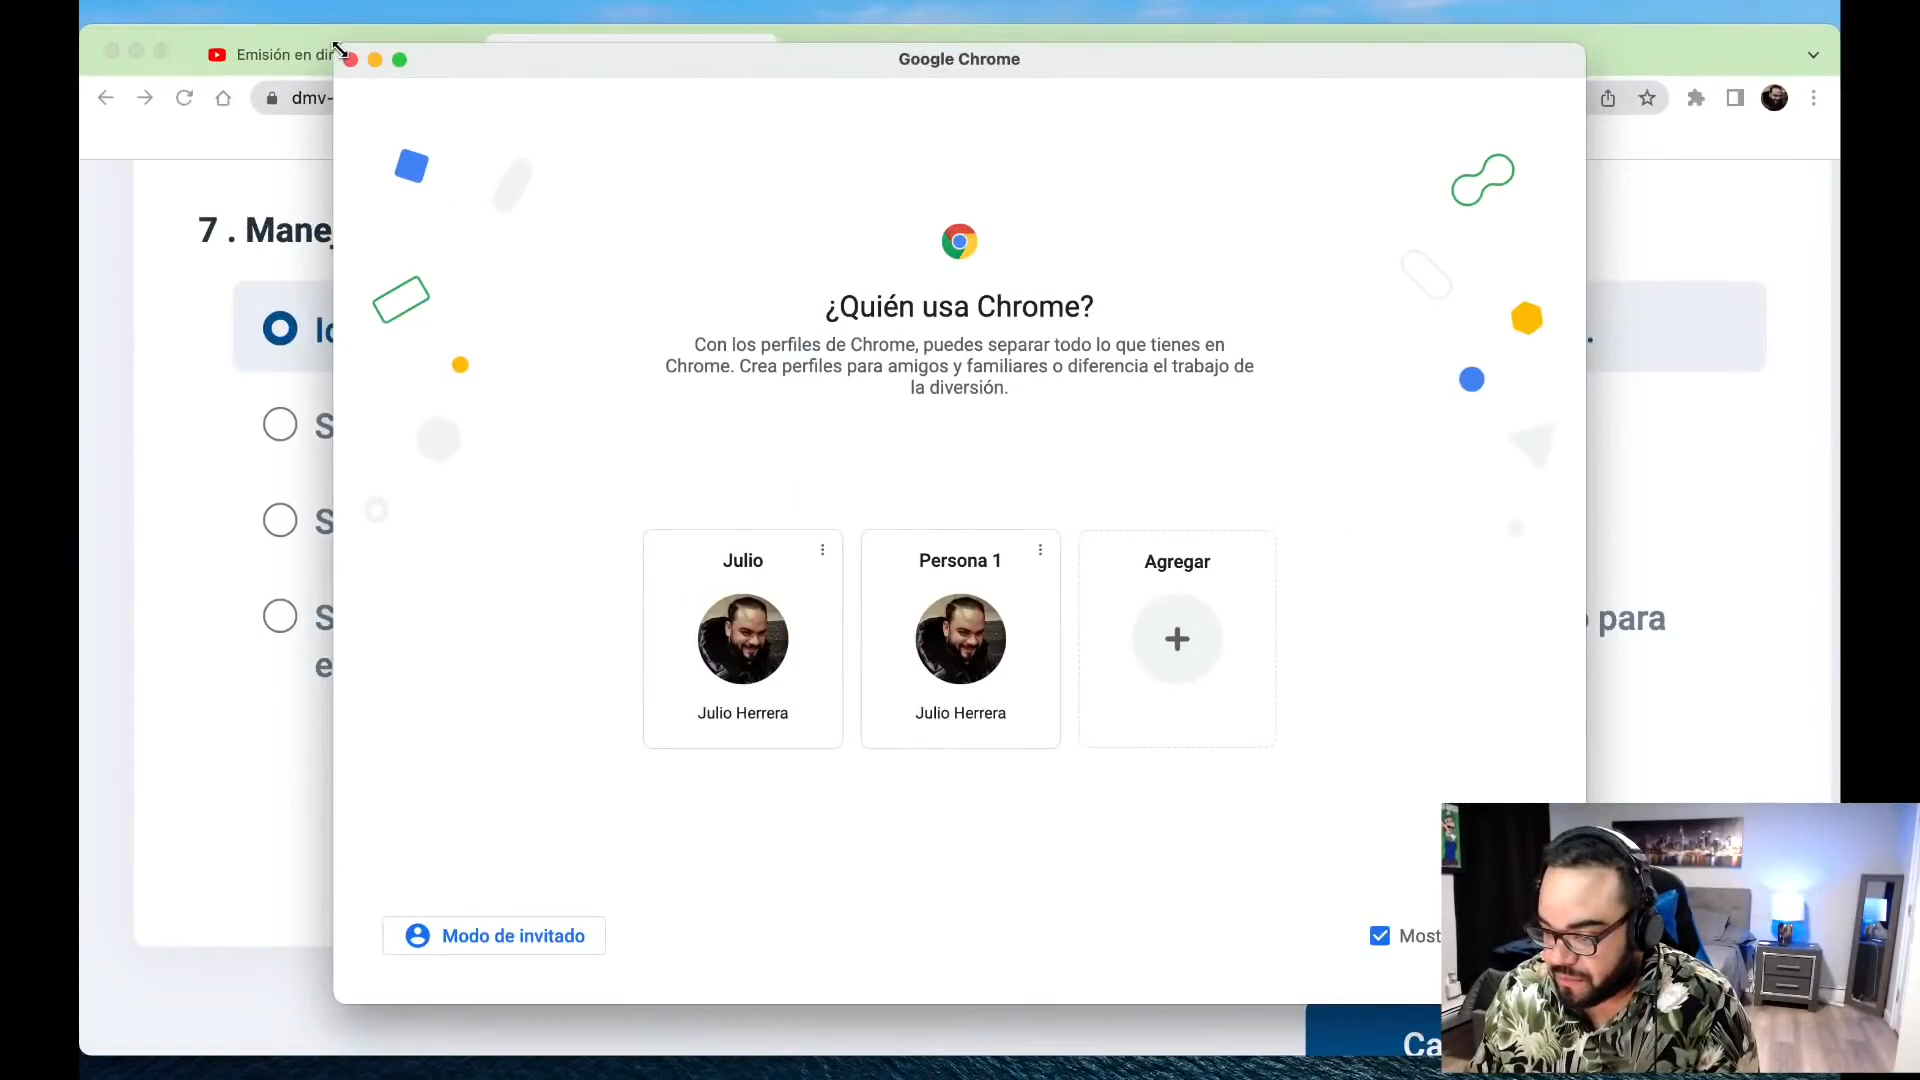 Emisión en dir
Google Chrome
dmv-
7 . Mane
¿Quién usa Chrome?
Con los perfiles de Chrome, puedes separar todo lo que tienes en
Chrome. Crea perfiles para amigos y familiares o diferencia el trabajo de
la diversión.
S
S
S
para
e
Julio
Persona 1
Agregar
Julio Herrera
Julio Herrera
Modo de invitado
Most
Ca